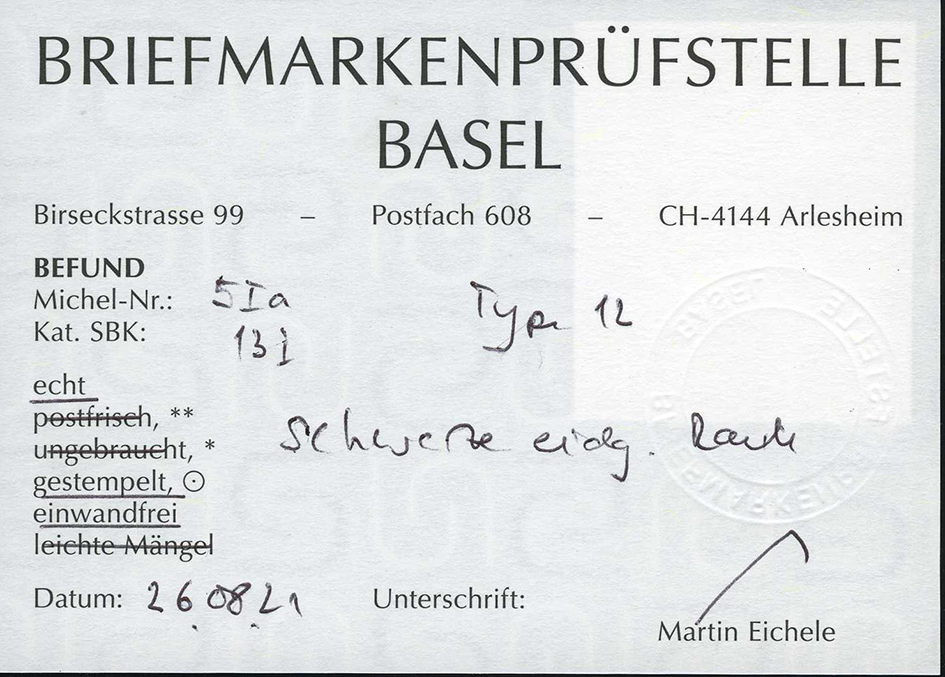 BRIEFMARKENPRÜFSTELLE
BASEL
Birseckstrasse 99 – Postfach 608 – CH-4144 Arlesheim
BEFUND
Michel-Nr.: 5Ia Type 12
Kat. SBK: 13I
echt
postfrisch, **
ungebraucht, *
schwarze eidg. Raute
gestempelt, ⊙
einwandfrei
leichte Mängel
Datum: 26.08.21 Unterschrift:
Martin Eichele